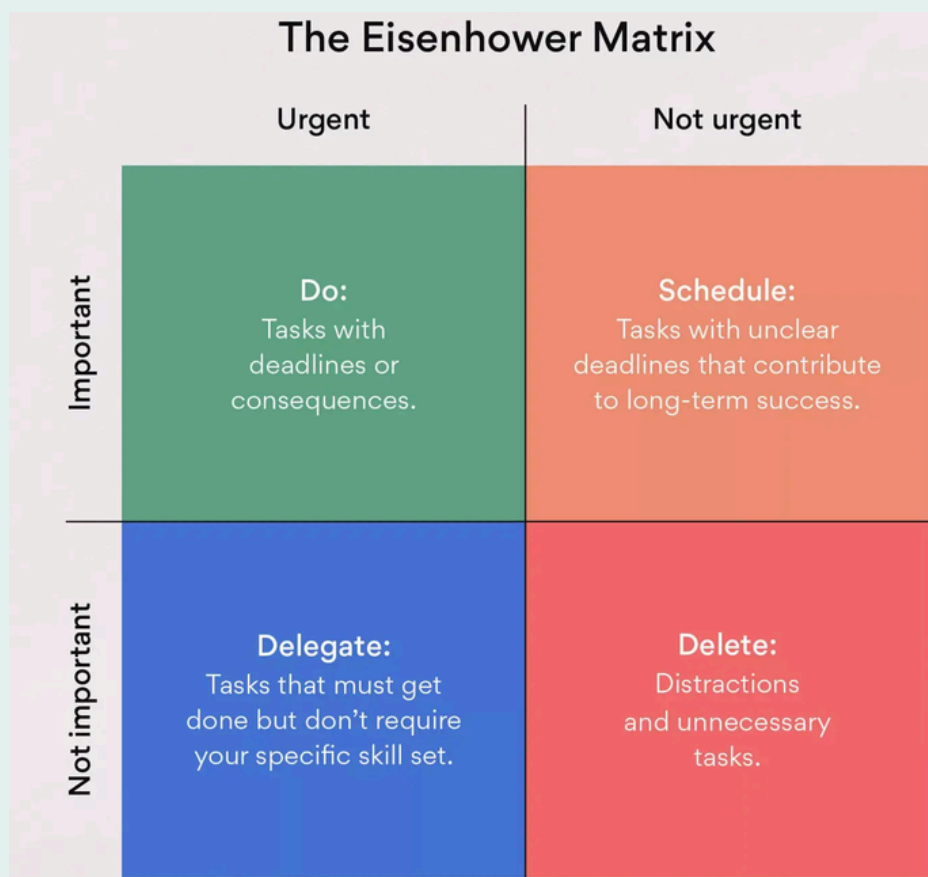 The Eisenhower Matrix
Urgent
Not urgent
Important
Do:
Tasks with
deadlines or
consequences.
Schedule:
Tasks with unclear
deadlines that contribute
to long-term success.
Not important
Delegate:
Tasks that must get
done but don’t require
your specific skill set.
Delete:
Distractions
and unnecessary
tasks.